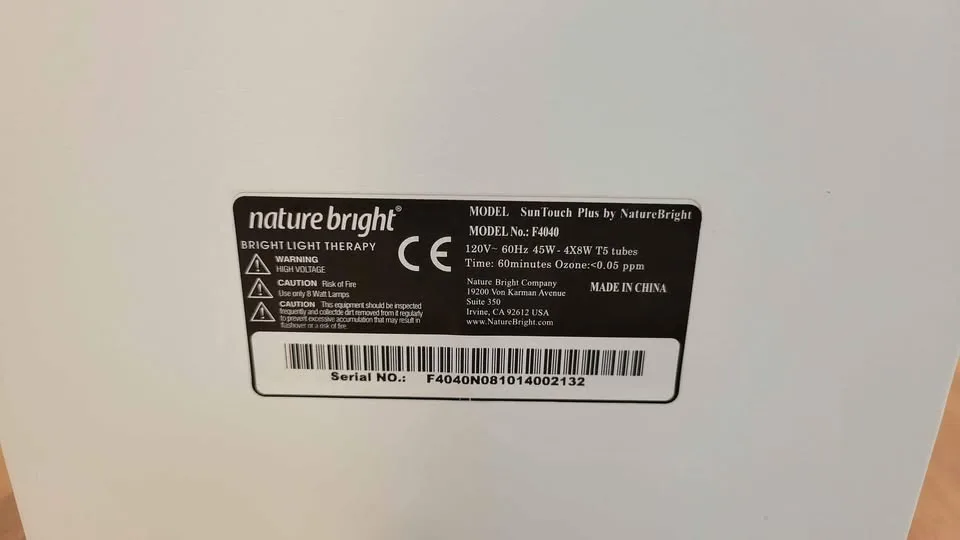 nature bright®
BRIGHT LIGHT THERAPY
WARNING
HIGH VOLTAGE
CAUTION Risk of Fire
Use only 8 Watt Lamps
CAUTION This equipment should be inspected
frequently and collectde dirt removed from it regularly
to prevent excessive accumulation that may result in
flashover or a risk of fire
CE
MODEL SunTouch Plus by NatureBright
MODEL No.: F4040
120V~ 60Hz 45W - 4X8W T5 tubes
Time: 60minutes Ozone:<0.05 ppm
Nature Bright Company
19200 Von Karman Avenue
Suite 350
Irvine, CA 92612 USA
www.NatureBright.com
MADE IN CHINA
Serial NO.: F4040N081014002132